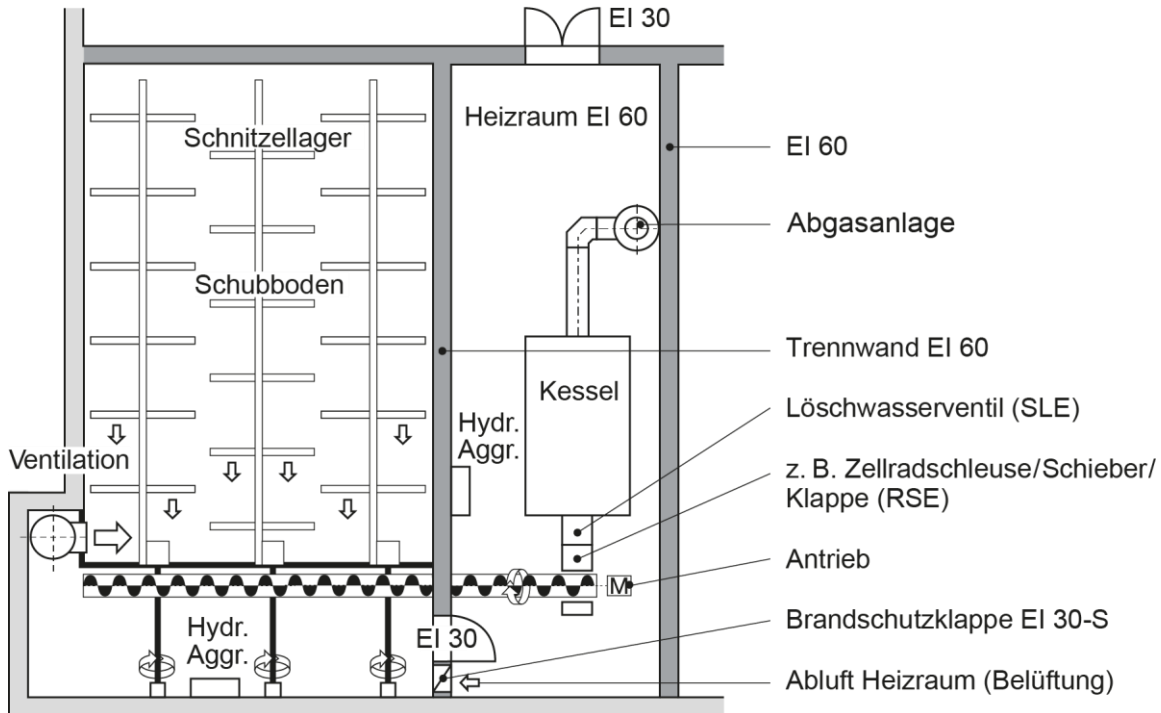 EI 30
Heizraum EI 60
Schnitzellager
EI 60
Abgasanlage
Schubboden
Trennwand EI 60
Kessel
Löschwasserventil (SLE)
Hydr.
Aggr.
Ventilation
z. B. Zellradschleuse/Schieber/
Klappe (RSE)
Antrieb
M
Brandschutzklappe EI 30-S
Hydr.
Aggr.
EI 30
Abluft Heizraum (Belüftung)